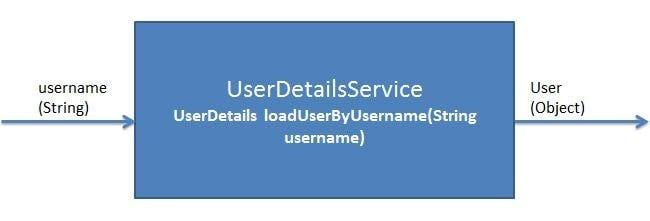 username
(String)
UserDetailsService
UserDetails loadUserByUsername(String
username)
User
(Object)